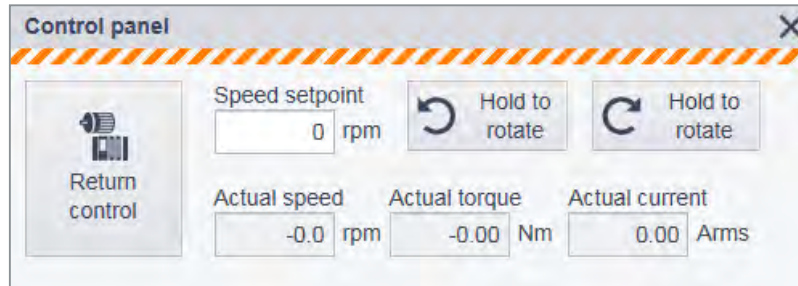 Control panel
Return
control
Speed setpoint
0 rpm
Hold to
rotate
Hold to
rotate
Actual speed
-0.0 rpm
Actual torque
-0.00 Nm
Actual current
0.00 Arms